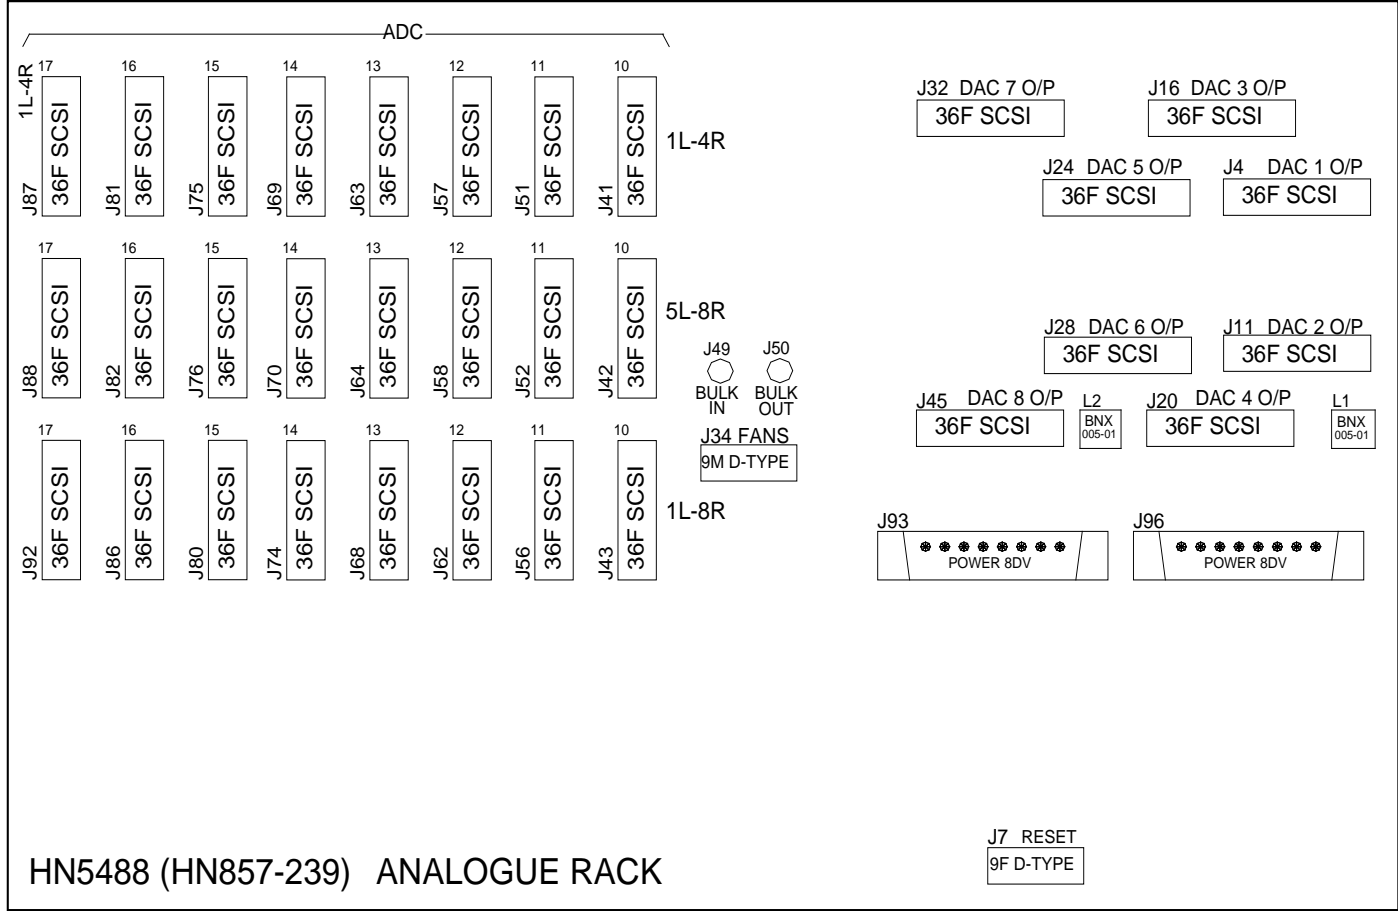 ADC
1L-4R
17 16 15 14 13 12 11 10
J87 36F SCSI J81 36F SCSI J75 36F SCSI J69 36F SCSI J63 36F SCSI J57 36F SCSI J51 36F SCSI J41 36F SCSI
1L-4R
17 16 15 14 13 12 11 10
J88 36F SCSI J82 36F SCSI J76 36F SCSI J70 36F SCSI J64 36F SCSI J58 36F SCSI J52 36F SCSI J42 36F SCSI
5L-8R
17 16 15 14 13 12 11 10
J92 36F SCSI J86 36F SCSI J80 36F SCSI J74 36F SCSI J68 36F SCSI J62 36F SCSI J56 36F SCSI J43 36F SCSI
1L-8R
J49
BULK
IN
J50
BULK
OUT
J34 FANS
9M D-TYPE
J32 DAC 7 O/P
36F SCSI
J16 DAC 3 O/P
36F SCSI
J24 DAC 5 O/P
36F SCSI
J4 DAC 1 O/P
36F SCSI
J28 DAC 6 O/P
36F SCSI
J11 DAC 2 O/P
36F SCSI
J45 DAC 8 O/P
36F SCSI
L2
BNX
005-01
J20 DAC 4 O/P
36F SCSI
L1
BNX
005-01
J93
POWER 8DV
J96
POWER 8DV
J7 RESET
9F D-TYPE
HN5488 (HN857-239) ANALOGUE RACK